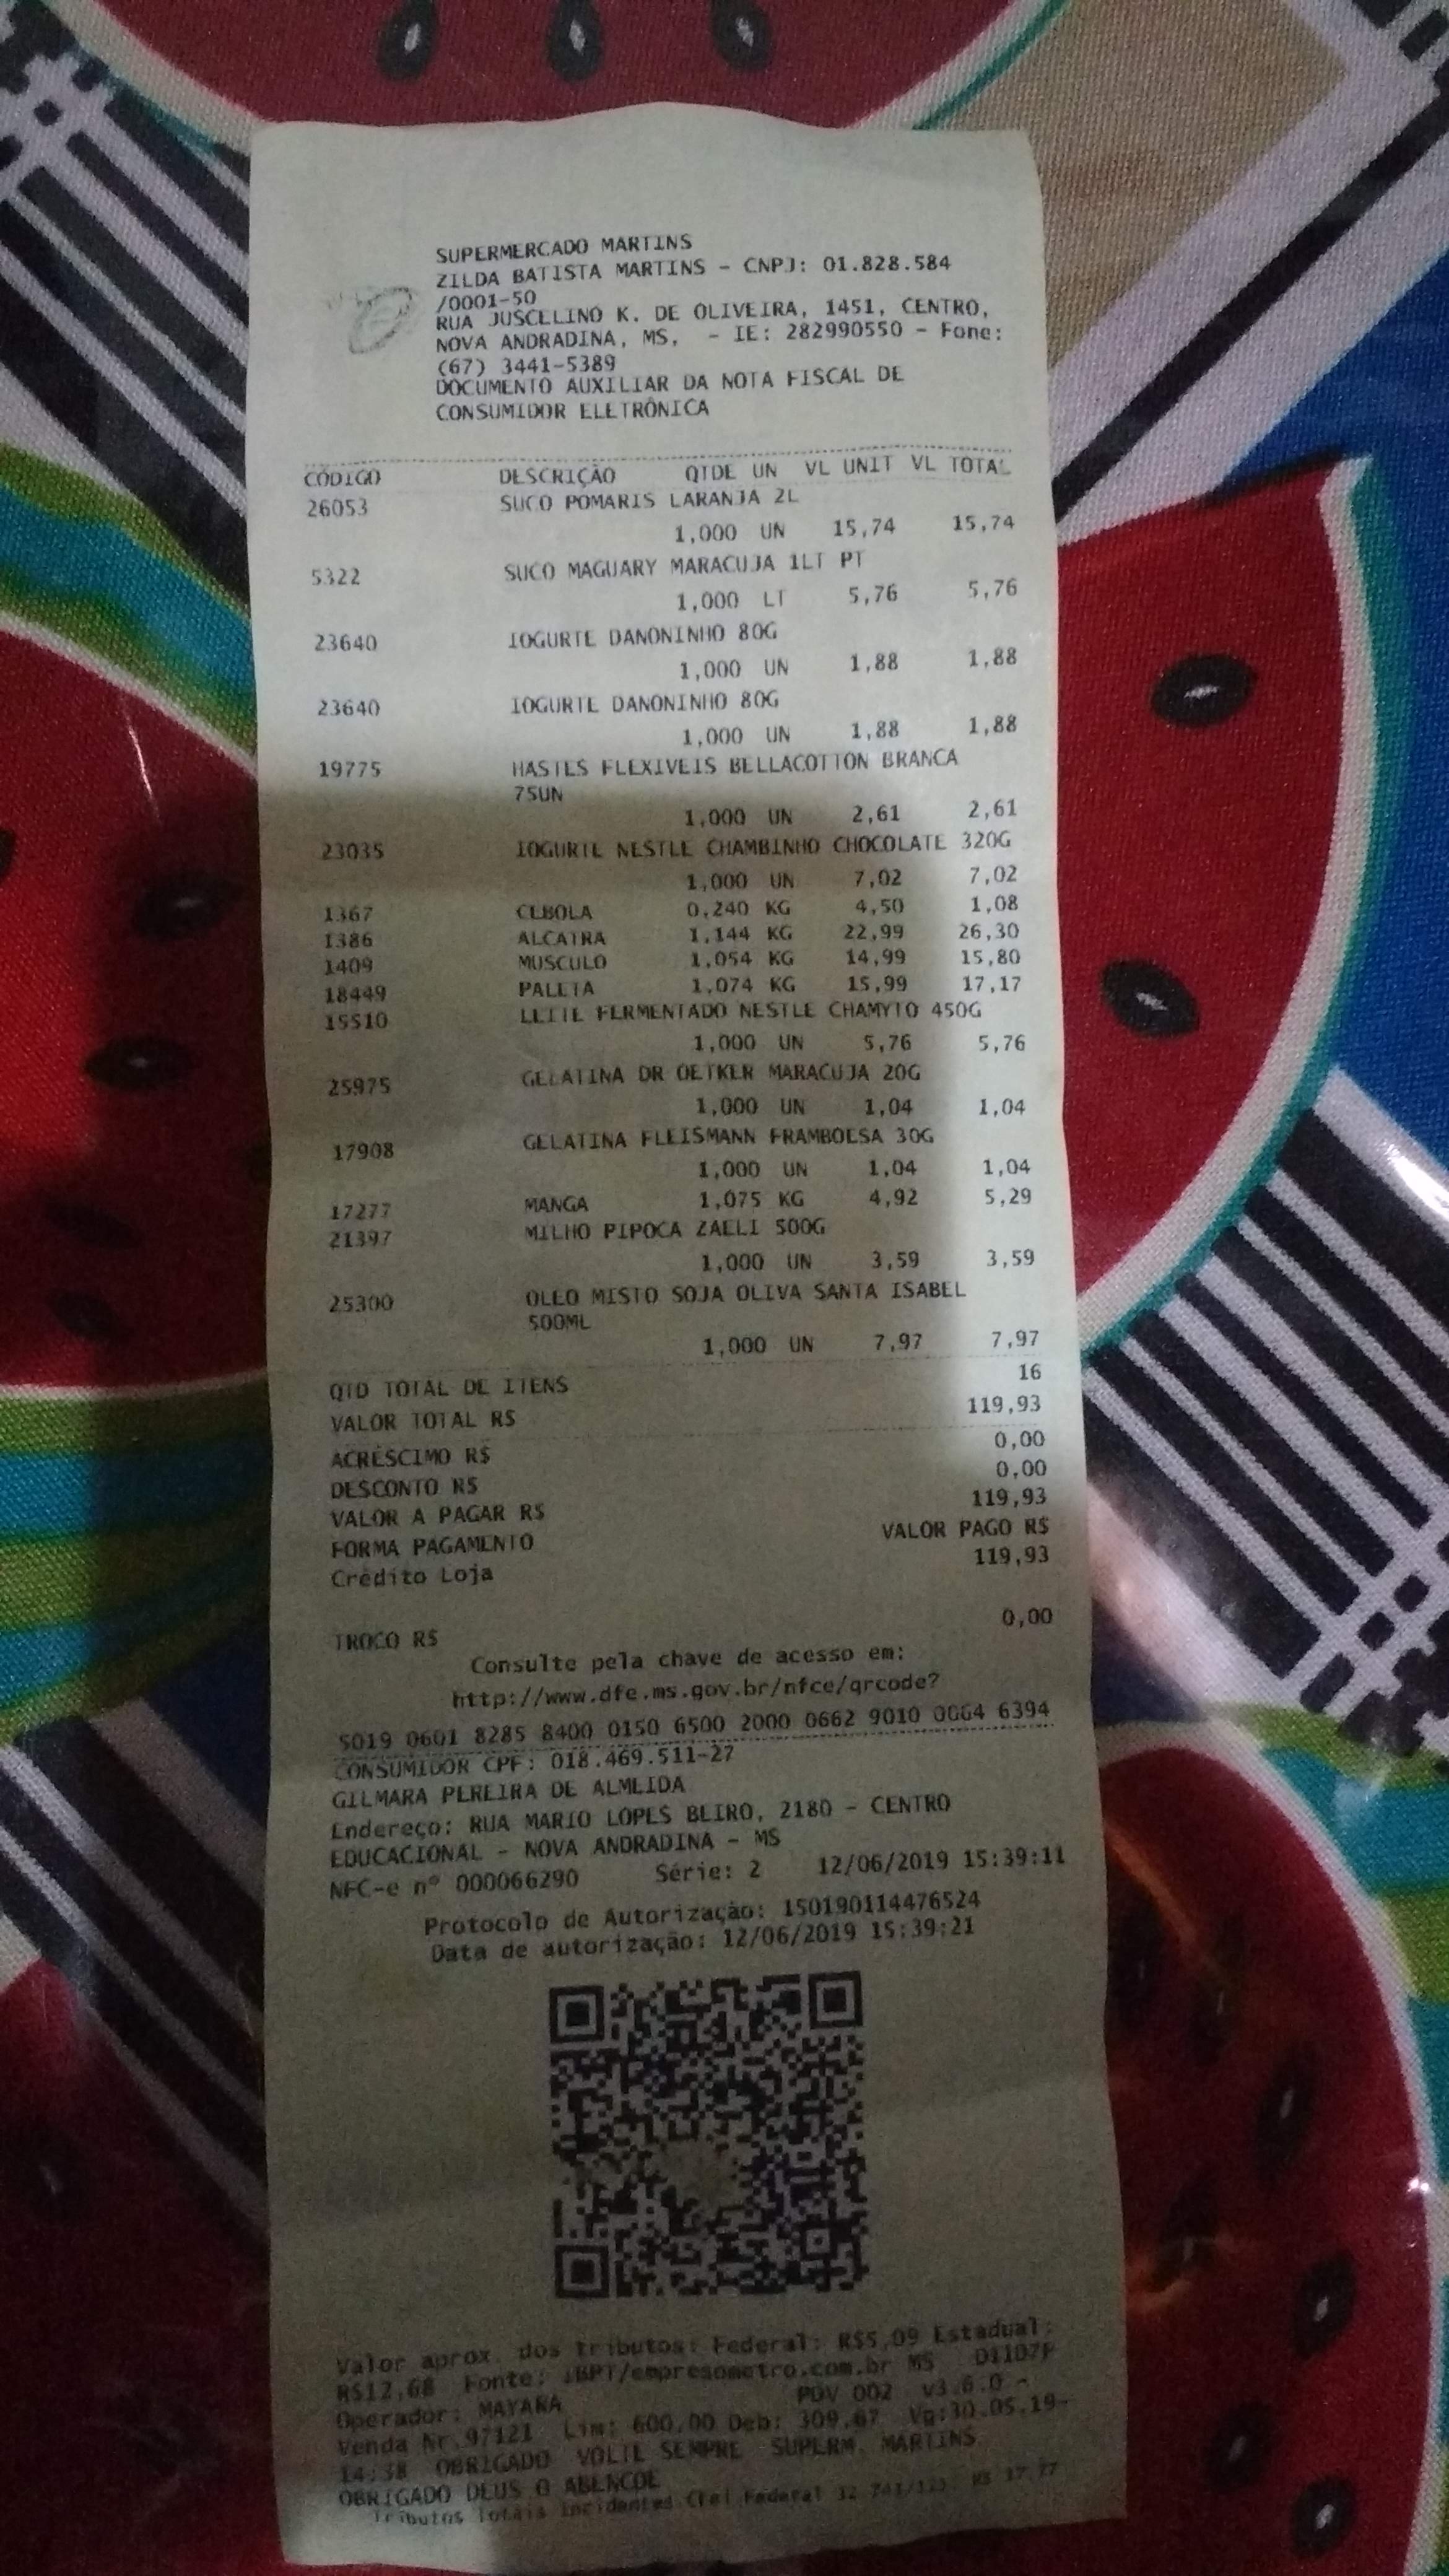 SUPERMERCADO MARTINS
ZILDA BATISTA MARTINS - CNPJ: 01.828.584
/0001-50
RUA JUSCELINO K. DE OLIVEIRA, 1451, CENTRO,
NOVA ANDRADINA, MS, - IE: 282990550 - Fone:
(67) 3441-5389
DOCUMENTO AUXILIAR DA NOTA FISCAL DE
CONSUMIDOR ELETRÔNICA
CÓDIGO DESCRIÇÃO QTDE UN VL UNIT VL TOTAL
26053 SUCO POMARIS LARANJA 2L
1,000 UN 15,74 15,74
5322 SUCO MAGUARY MARACUJA 1LT PT
1,000 LT 5,76 5,76
23640 IOGURTE DANONINHO 80G
1,000 UN 1,88 1,88
23640 IOGURTE DANONINHO 80G
1,000 UN 1,88 1,88
19775 HASTES FLEXIVEIS BELLACOTTON BRANCA
75UN
1,000 UN 2,61 2,61
23035 IOGURTE NESTLE CHAMBINHO CHOCOLATE 320G
1,000 UN 7,02 7,02
1367 CEBOLA 0,240 KG 4,50 1,08
1386 ALCATRA 1,144 KG 22,99 26,30
1409 MUSCULO 1,054 KG 14,99 15,80
18449 PALETA 1,074 KG 15,99 17,17
15510 LEITE FERMENTADO NESTLE CHAMYTO 450G
1,000 UN 5,76 5,76
25975 GELATINA DR OETKER MARACUJA 20G
1,000 UN 1,04 1,04
17908 GELATINA FLEISMANN FRAMBOESA 30G
1,000 UN 1,04 1,04
17277 MANGA 1,075 KG 4,92 5,29
21397 MILHO PIPOCA ZAELI 500G
1,000 UN 3,59 3,59
25300 OLEO MISTO SOJA OLIVA SANTA ISABEL
500ML
1,000 UN 7,97 7,97
QTD TOTAL DE ITENS 16
VALOR TOTAL R$ 119,93
ACRÉSCIMO R$ 0,00
DESCONTO R$ 0,00
VALOR A PAGAR R$ 119,93
FORMA PAGAMENTO VALOR PAGO R$
Crédito Loja 119,93
TROCO R$ 0,00
Consulte pela chave de acesso em:
http://www.dfe.ms.gov.br/nfce/qrcode?
5019 0601 8285 8400 0150 6500 2000 0662 9010 0064 6394
CONSUMIDOR CPF: 018.469.511-27
GILMARA PEREIRA DE ALMEIDA
Endereço: RUA MARIO LOPES BEIRO, 2180 - CENTRO
EDUCACIONAL - NOVA ANDRADINA - MS
NFC-e nº 000066290 Série: 2 12/06/2019 15:39:11
Protocolo de Autorização: 150190114476524
Data de autorização: 12/06/2019 15:39:21
Valor aprox. dos Tributos: Federal: R$5,09 Estadual:
R$12,68 Fonte: IBPT/empresometro.com.br MS
Operador: MAYARA PDV 002 v3.6.0 -
Venda Nr.97121 Lim: 600,00 Deb: 309,67 Vg:30.05.19-
14:38 OBRIGADO VOLTE SEMPRE SUPERM. MARTINS
OBRIGADO DEUS O ABENCOE
Tributos Totais Incidentes (Lei Federal 12.741/12): R$ 17,77